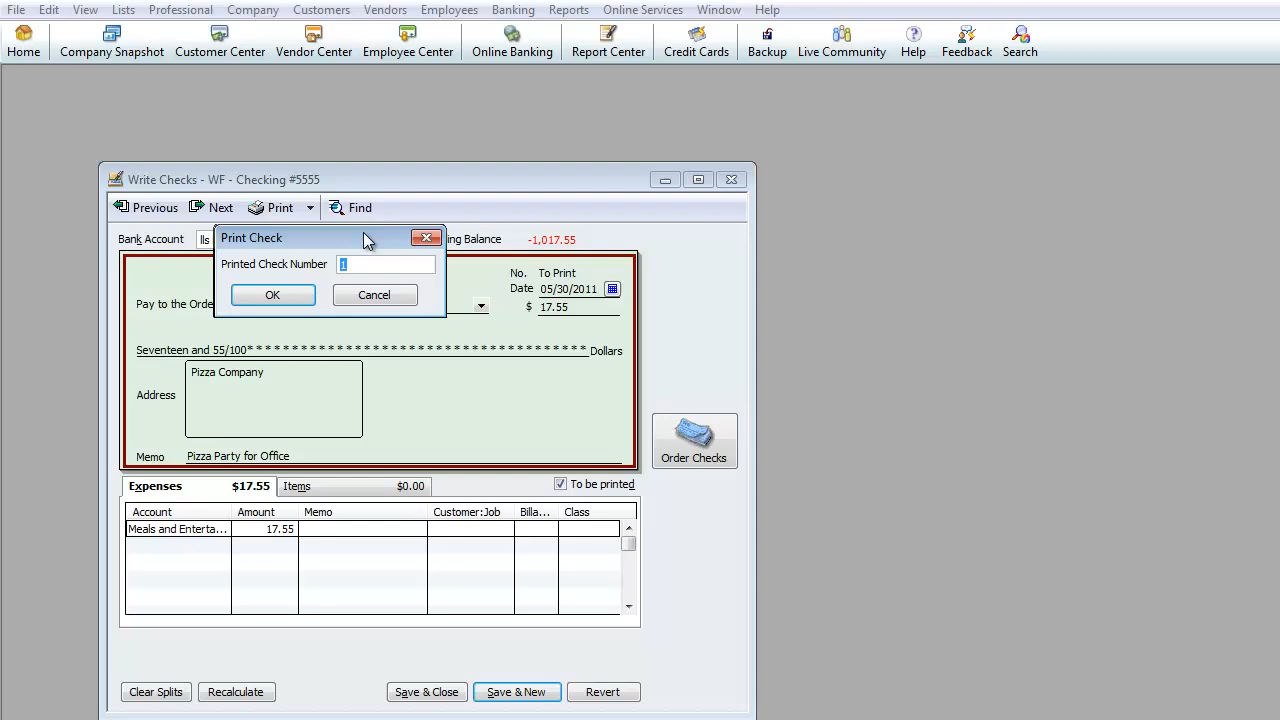 File Edit View Lists Professional Company Customers Vendors Employees Banking Reports Online Services Window Help
Home Company Snapshot Customer Center Vendor Center Employee Center Online Banking Report Center Credit Cards Backup Live Community Help Feedback Search
Write Checks - WF - Checking #5555
Previous Next Print Find
Bank Account lls ing Balance -1,017.55
Print Check
Printed Check Number 1
OK Cancel
No. To Print
Date 05/30/2011
Pay to the Orde $ 17.55
Seventeen and 55/100* * * * * * * * * * * * * * * * * * * * * * * * * * * * * * * * * * * * * * Dollars
Pizza Company
Address
Memo Pizza Party for Office
Order Checks
Expenses $17.55 Items $0.00 To be printed
Account Amount Memo Customer:Job Billa... Class
Meals and Enterta... 17.55
Clear Splits Recalculate Save & Close Save & New Revert